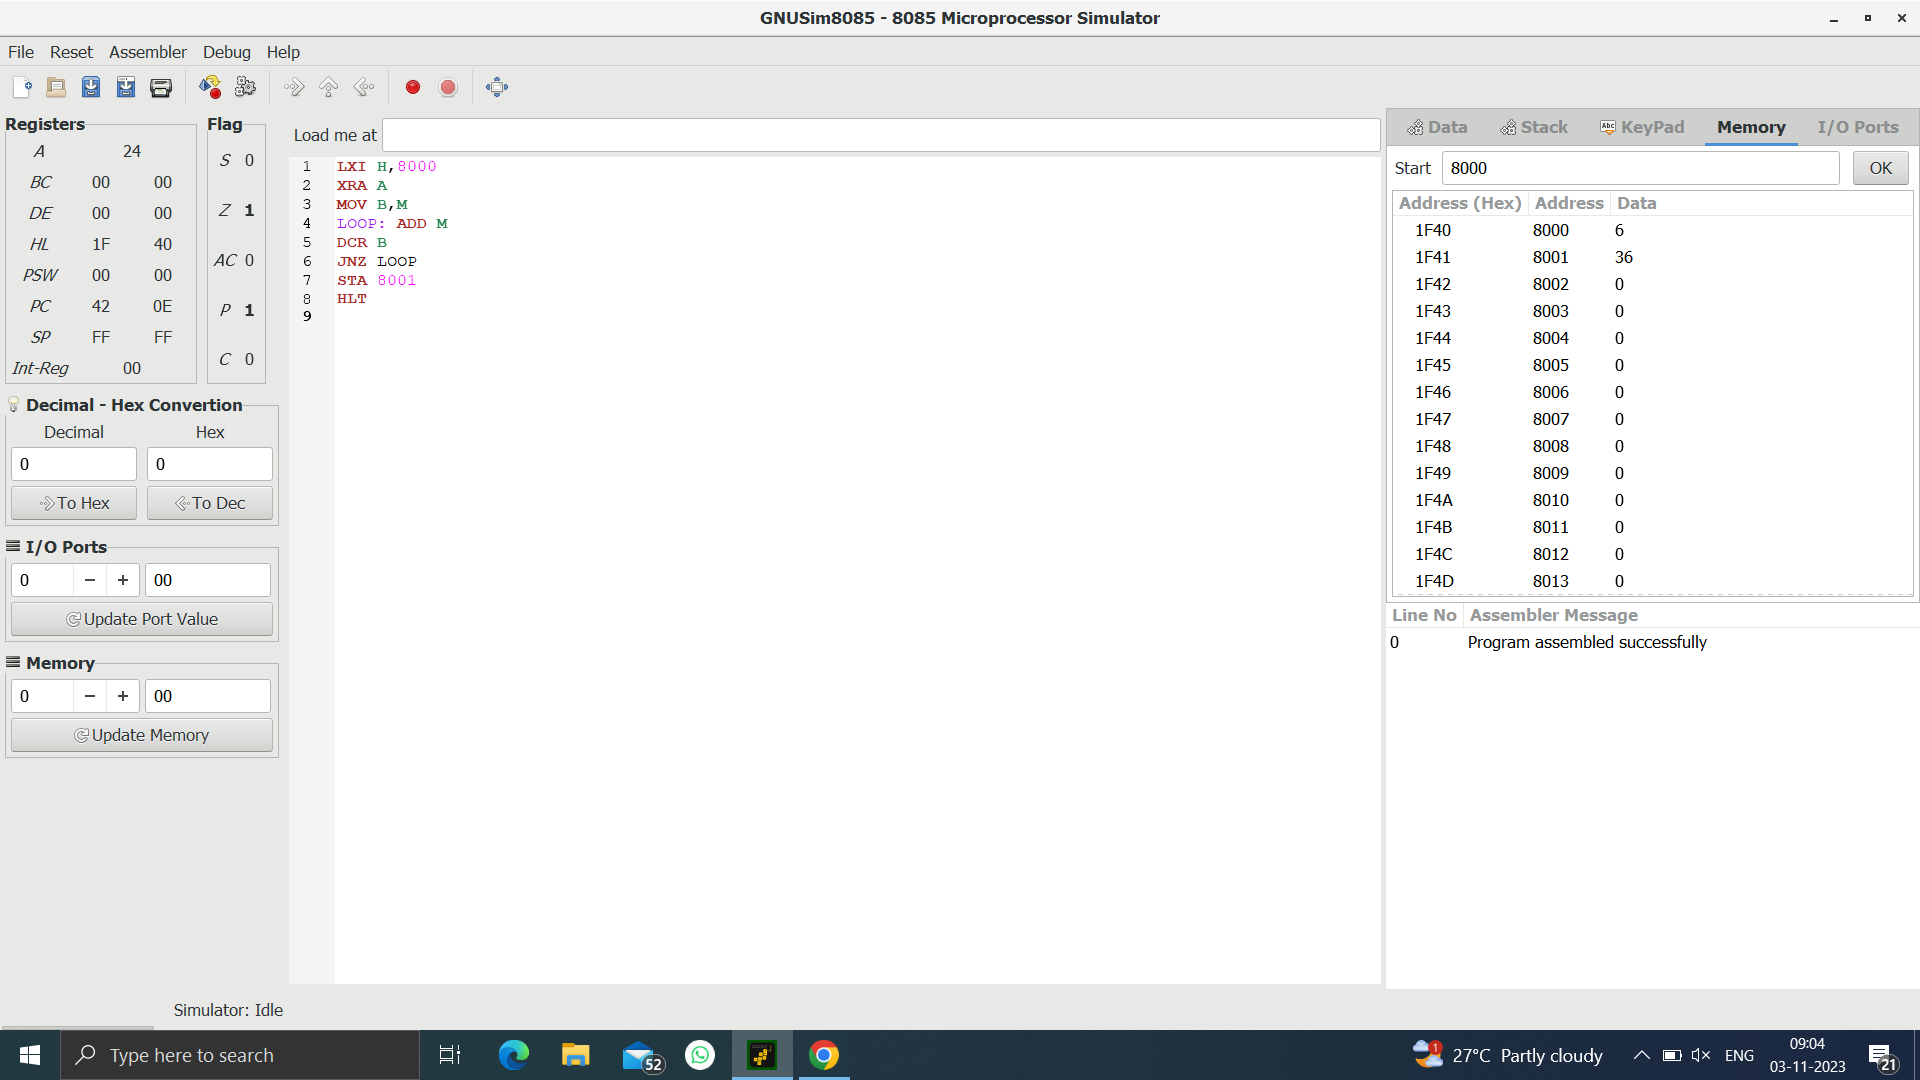 GNUSim8085 - 8085 Microprocessor Simulator
File Reset Assembler Debug Help
Registers
A 24
BC 00 00
DE 00 00
HL 1F 40
PSW 00 00
PC 42 0E
SP FF FF
Int-Reg 00
Flag
S 0
Z 1
AC 0
P 1
C 0
Decimal - Hex Convertion
Decimal Hex
0 0
To Hex To Dec
I/O Ports
0 − + 00
Update Port Value
Memory
0 − + 00
Update Memory
Load me at
1 LXI H,8000
2 XRA A
3 MOV B,M
4 LOOP: ADD M
5 DCR B
6 JNZ LOOP
7 STA 8001
8 HLT
9
Data Stack Abc KeyPad Memory I/O Ports
Start 8000 OK
Address (Hex) Address Data
1F40 8000 6
1F41 8001 36
1F42 8002 0
1F43 8003 0
1F44 8004 0
1F45 8005 0
1F46 8006 0
1F47 8007 0
1F48 8008 0
1F49 8009 0
1F4A 8010 0
1F4B 8011 0
1F4C 8012 0
1F4D 8013 0
Line No Assembler Message
0 Program assembled successfully
Simulator: Idle
Type here to search
52
1 27°C Partly cloudy
ENG
09:04
03-11-2023
21